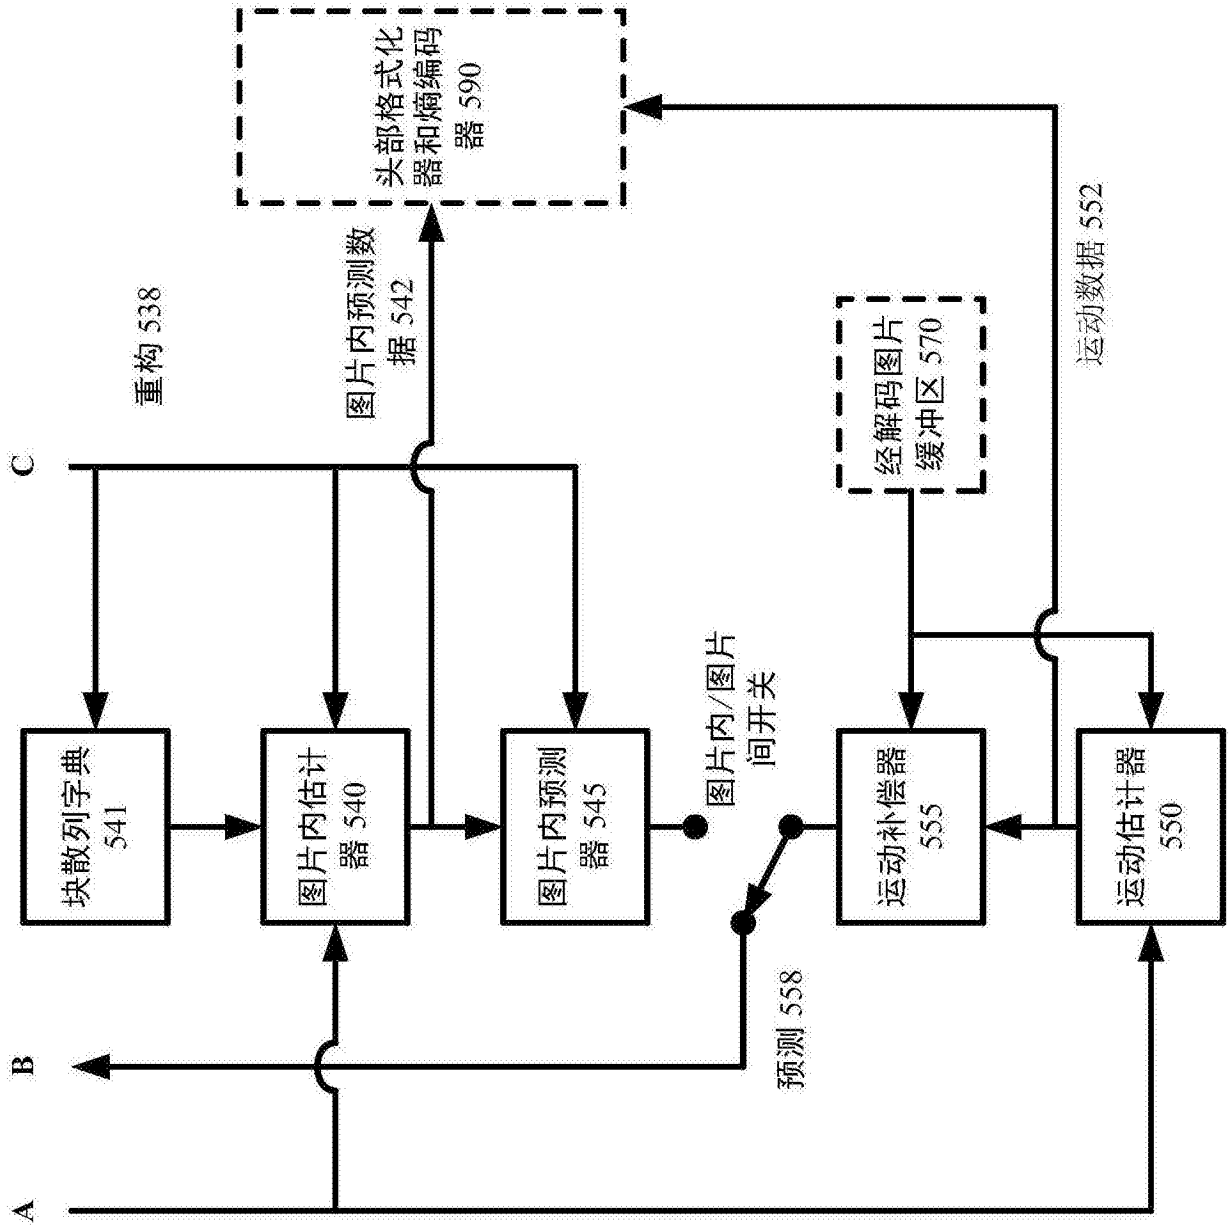 A
B
C
重构 538
块散列字典
541
图片内估计
器 540
图片内预测
器 545
图片内预测数
据 542
头部格式化
器和熵编码
器 590
图片内/图片
间开关
预测 558
经解码图片
缓冲区 570
运动补偿器
555
运动估计器
550
运动数据 552